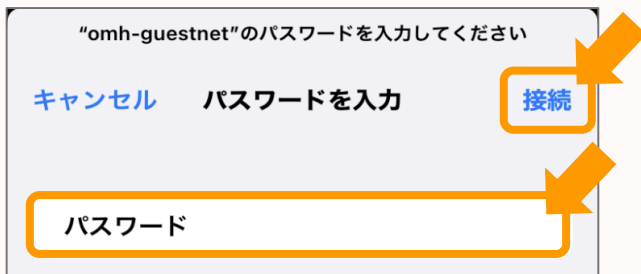 “omh-guestnet”のパスワードを入力してください
キャンセル パスワードを入力 接続
パスワード